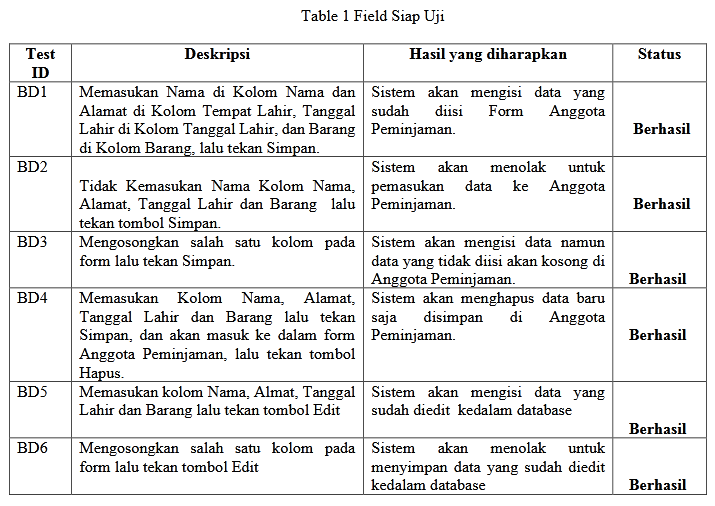 Table 1 Field Siap Uji
Test ID Deskripsi Hasil yang diharapkan Status
BD1
Memasukan Nama di Kolom Nama dan
Alamat di Kolom Tempat Lahir, Tanggal
Lahir di Kolom Tanggal Lahir, dan Barang
di Kolom Barang, lalu tekan Simpan.
Sistem akan mengisi data yang
sudah diisi Form Anggota
Peminjaman.
Berhasil
BD2
Tidak Kemasukan Nama Kolom Nama,
Alamat, Tanggal Lahir dan Barang lalu
tekan tombol Simpan.
Sistem akan menolak untuk
pemasukan data ke Anggota
Peminjaman.
Berhasil
BD3
Mengosongkan salah satu kolom pada
form lalu tekan Simpan.
Sistem akan mengisi data namun
data yang tidak diisi akan kosong di
Anggota Peminjaman.
Berhasil
BD4
Memasukan Kolom Nama, Alamat,
Tanggal Lahir dan Barang lalu tekan
Simpan, dan akan masuk ke dalam form
Anggota Peminjaman, lalu tekan tombol
Hapus.
Sistem akan menghapus data baru
saja disimpan di Anggota
Peminjaman.
Berhasil
BD5
Memasukan kolom Nama, Almat, Tanggal
Lahir dan Barang lalu tekan tombol Edit
Sistem akan mengisi data yang
sudah diedit kedalam database
Berhasil
BD6
Mengosongkan salah satu kolom pada
form lalu tekan tombol Edit
Sistem akan menolak untuk
menyimpan data yang sudah diedit
kedalam database
Berhasil